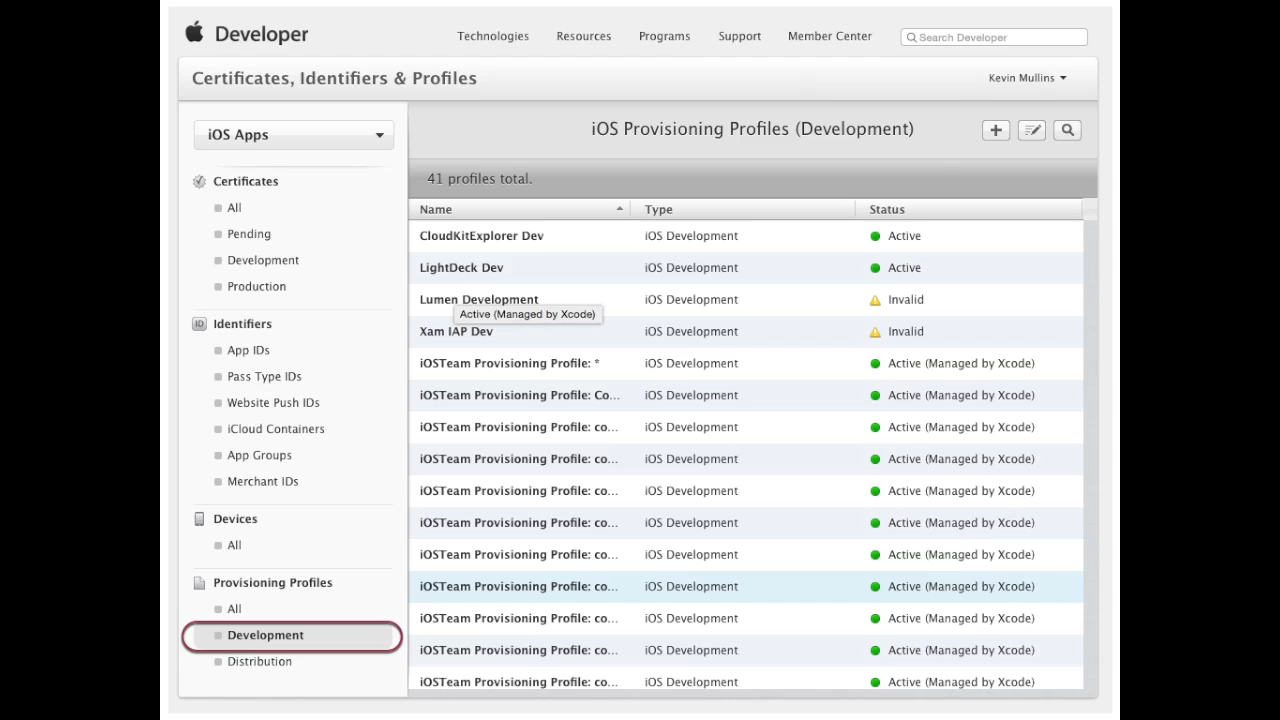 Developer
Technologies Resources Programs Support Member Center Search Developer
Certificates, Identifiers & Profiles
Kevin Mullins
iOS Apps
Certificates
All
Pending
Development
Production
ID Identifiers
App IDs
Pass Type IDs
Website Push IDs
iCloud Containers
App Groups
Merchant IDs
Devices
All
Provisioning Profiles
All
Development
Distribution
iOS Provisioning Profiles (Development)
41 profiles total.
Name Type Status
CloudKitExplorer Dev iOS Development Active
LightDeck Dev iOS Development Active
Lumen Development iOS Development Invalid
Active (Managed by Xcode)
Xam IAP Dev iOS Development Invalid
iOSTeam Provisioning Profile: * iOS Development Active (Managed by Xcode)
iOSTeam Provisioning Profile: Co... iOS Development Active (Managed by Xcode)
iOSTeam Provisioning Profile: co... iOS Development Active (Managed by Xcode)
iOSTeam Provisioning Profile: co... iOS Development Active (Managed by Xcode)
iOSTeam Provisioning Profile: co... iOS Development Active (Managed by Xcode)
iOSTeam Provisioning Profile: co... iOS Development Active (Managed by Xcode)
iOSTeam Provisioning Profile: co... iOS Development Active (Managed by Xcode)
iOSTeam Provisioning Profile: co... iOS Development Active (Managed by Xcode)
iOSTeam Provisioning Profile: co... iOS Development Active (Managed by Xcode)
iOSTeam Provisioning Profile: co... iOS Development Active (Managed by Xcode)
iOSTeam Provisioning Profile: co... iOS Development Active (Managed by Xcode)